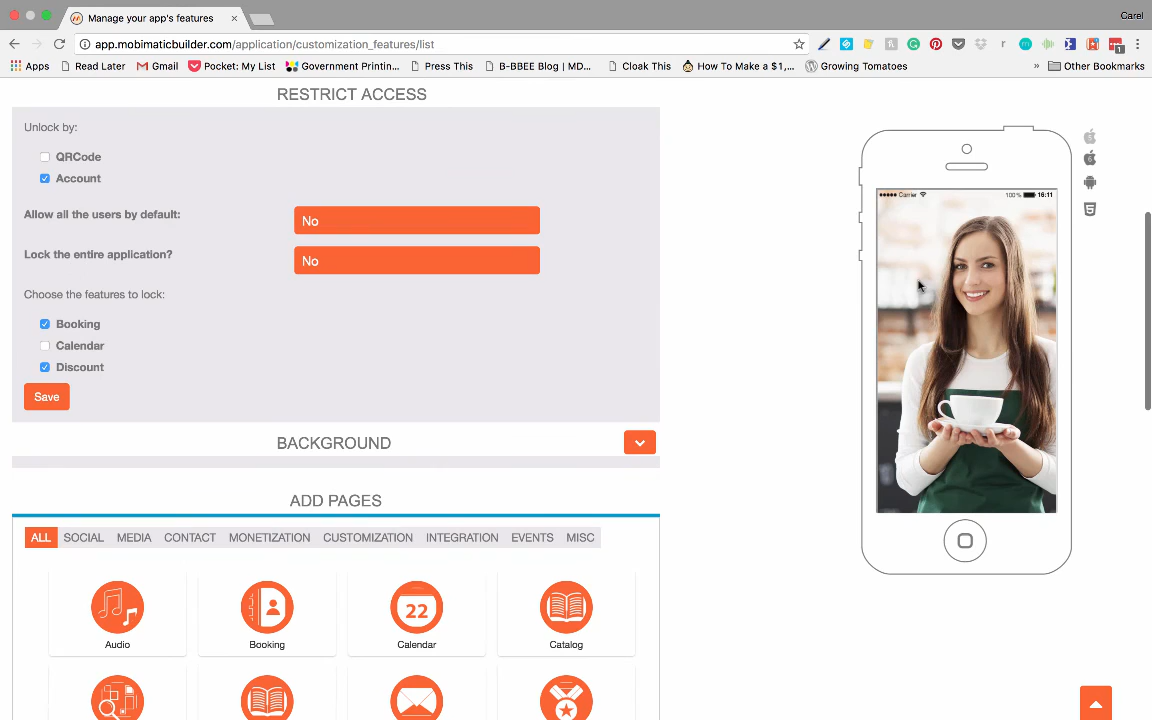 Manage your app's features
Carel
app.mobimaticbuilder.com/application/customization_features/list
Apps Read Later Gmail Pocket: My List Government Printin... Press This B-BBEE Blog | MD... Cloak This How To Make a $1,... Growing Tomatoes » Other Bookmarks
RESTRICT ACCESS
Unlock by:
QRCode
Account
Allow all the users by default: No
Lock the entire application? No
Choose the features to lock:
Booking
Calendar
Discount
Save
BACKGROUND
ADD PAGES
ALL SOCIAL MEDIA CONTACT MONETIZATION CUSTOMIZATION INTEGRATION EVENTS MISC
22
Audio Booking Calendar Catalog
Carrier 100% 16:11